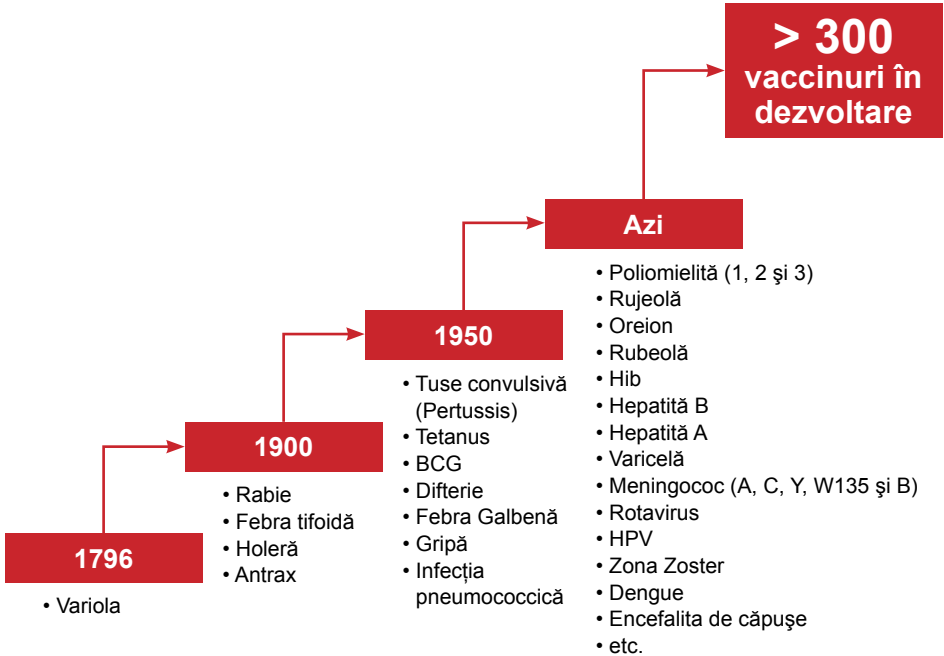 > 300
vaccinuri în
dezvoltare
Azi
• Poliomielită (1, 2 şi 3)
• Rujeolă
• Oreion
• Rubeolă
• Hib
• Hepatită B
• Hepatită A
• Varicelă
• Meningococ (A, C, Y, W135 şi B)
• Rotavirus
• HPV
• Zona Zoster
• Dengue
• Encefalita de căpuşe
• etc.
1950
• Tuse convulsivă
(Pertussis)
• Tetanus
• BCG
• Difterie
• Febra Galbenă
• Gripă
• Infecția
pneumococcică
1900
• Rabie
• Febra tifoidă
• Holeră
• Antrax
1796
• Variola